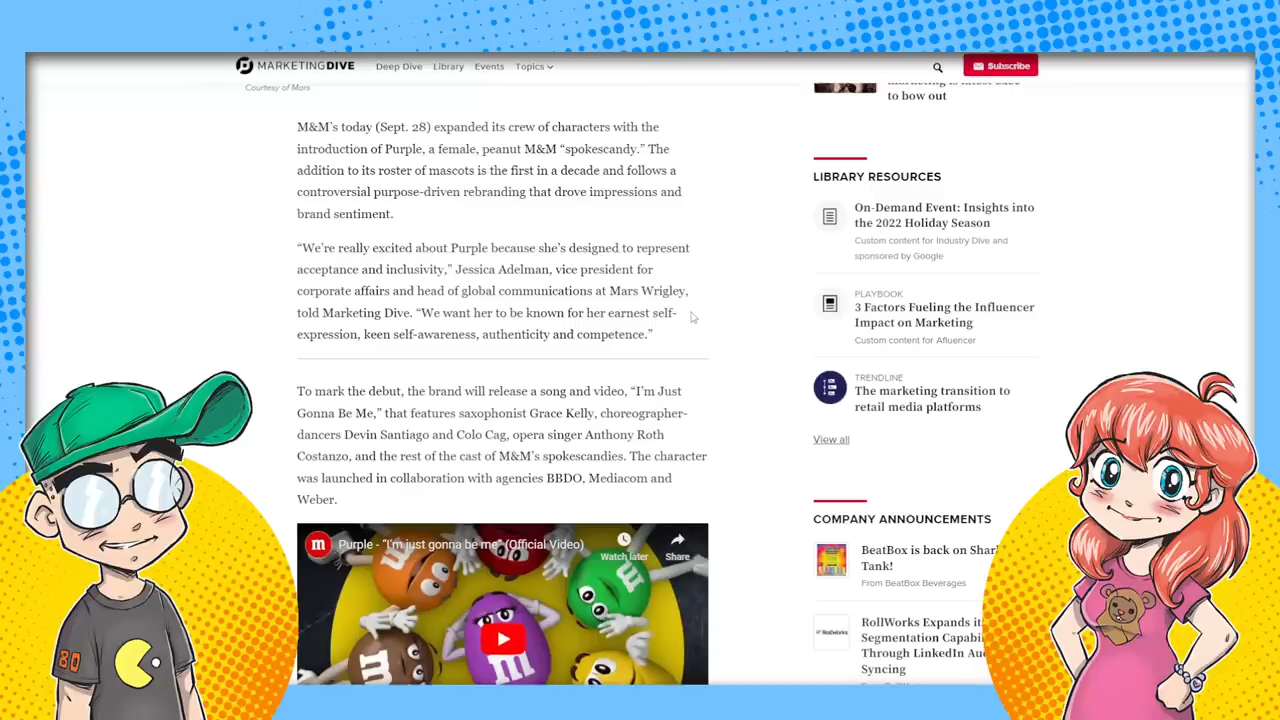 MARKETINGDIVE Deep Dive Library Events Topics Subscribe
Courtesy of Mars
M&M's today (Sept. 28) expanded its crew of characters with the
introduction of Purple, a female, peanut M&M “spokescandy.” The
addition to its roster of mascots is the first in a decade and follows a
controversial purpose-driven rebranding that drove impressions and
brand sentiment.
“We're really excited about Purple because she's designed to represent
acceptance and inclusivity,” Jessica Adelman, vice president for
corporate affairs and head of global communications at Mars Wrigley,
told Marketing Dive. “We want her to be known for her earnest self-
expression, keen self-awareness, authenticity and competence.”
To mark the debut, the brand will release a song and video, “I'm Just
Gonna Be Me,” that features saxophonist Grace Kelly, choreographer-
dancers Devin Santiago and Colo Cag, opera singer Anthony Roth
Costanzo, and the rest of the cast of M&M's spokescandies. The character
was launched in collaboration with agencies BBDO, Mediacom and
Weber.
m Purple - “I'm just gonna be me” (Official Video)
Watch later
Share
m
m
m
m
80
to bow out
LIBRARY RESOURCES
On-Demand Event: Insights into
the 2022 Holiday Season
Custom content for Industry Dive and
sponsored by Google
PLAYBOOK
3 Factors Fueling the Influencer
Impact on Marketing
Custom content for Afluencer
TRENDLINE
The marketing transition to
retail media platforms
View all
COMPANY ANNOUNCEMENTS
BeatBox is back on Shark
Tank!
From BeatBox Beverages
RollWorks Expands
Segmentation
Through LinkedIn
Syncing